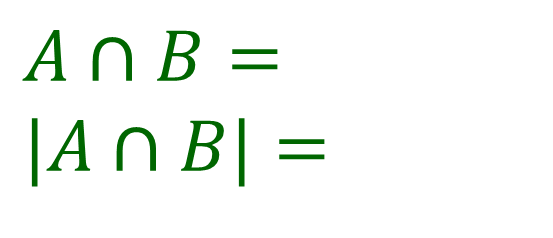 𝐴 ∩ 𝐵 =
|𝐴 ∩ 𝐵| =